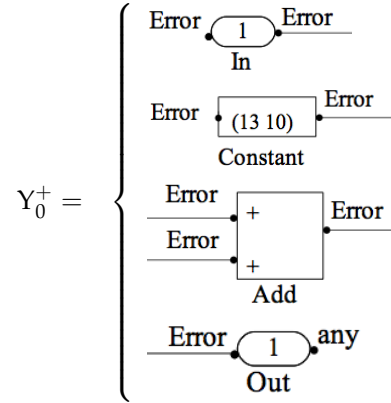 Error 1 Error
In
Error (13 10) Error
Constant
Y₀⁺ =
Error + Error
Error +
Add
Error 1 any
Out